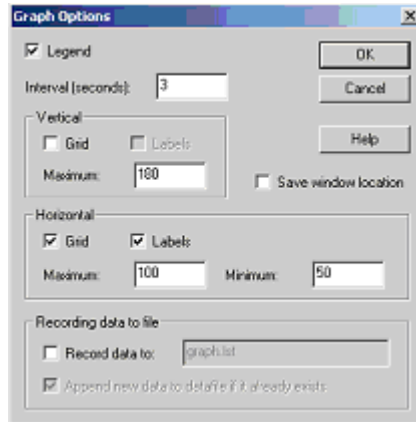 Graph Options
Legend
OK
Interval (seconds): 3
Cancel
Vertical
Grid Labels
Help
Maximum: 180
Save window location
Horizontal
Grid Labels
Maximum: 100 Minimum: 50
Recording data to file
Record data to: graph.lst
Append new data to datafile if it already exists